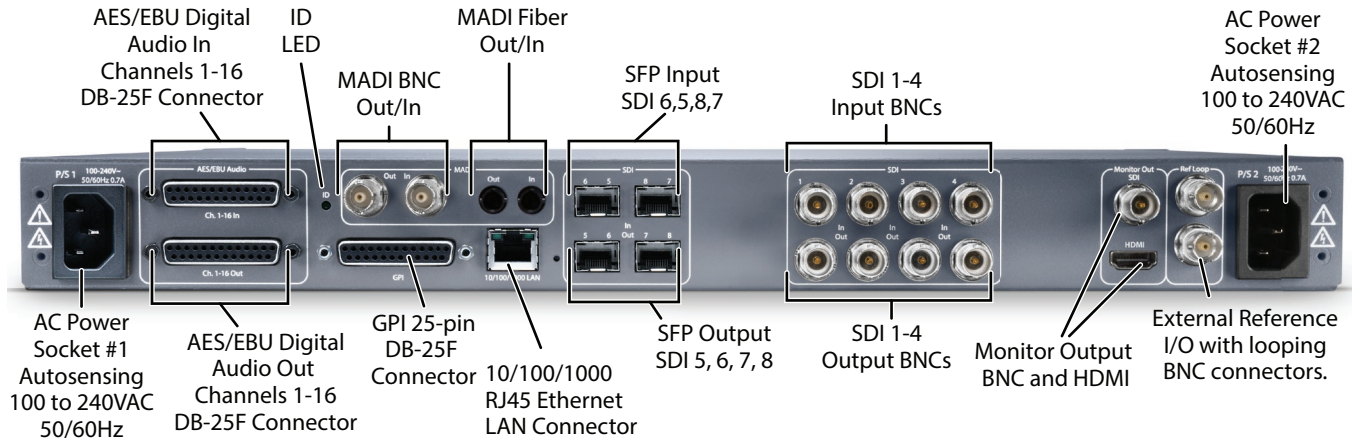 AES/EBU Digital
Audio In
Channels 1-16
DB-25F Connector
ID
LED
MADI BNC
Out/In
MADI Fiber
Out/In
SFP Input
SDI 6,5,8,7
SDI 1-4
Input BNCs
AC Power
Socket #2
Autosensing
100 to 240VAC
50/60Hz
P/S 1
100-240V~
50/60Hz 0.7A
AES/EBU Audio
Ch. 1-16 In
Ch. 1-16 Out
ID
Out In
MADI
Out In
GPI
10/100/1000 LAN
SDI
6 5 8 7
In
Out
5 6 7 8
SDI
1 2 3 4
In In In In
Out Out Out Out
Monitor Out
SDI
HDMI
Ref Loop
P/S 2
100-240V~
50/60Hz 0.7A
AC Power
Socket #1
Autosensing
100 to 240VAC
50/60Hz
AES/EBU Digital
Audio Out
Channels 1-16
DB-25F Connector
GPI 25-pin
DB-25F
Connector
10/100/1000
RJ45 Ethernet
LAN Connector
SFP Output
SDI 5, 6, 7, 8
SDI 1-4
Output BNCs
Monitor Output
BNC and HDMI
External Reference
I/O with looping
BNC connectors.